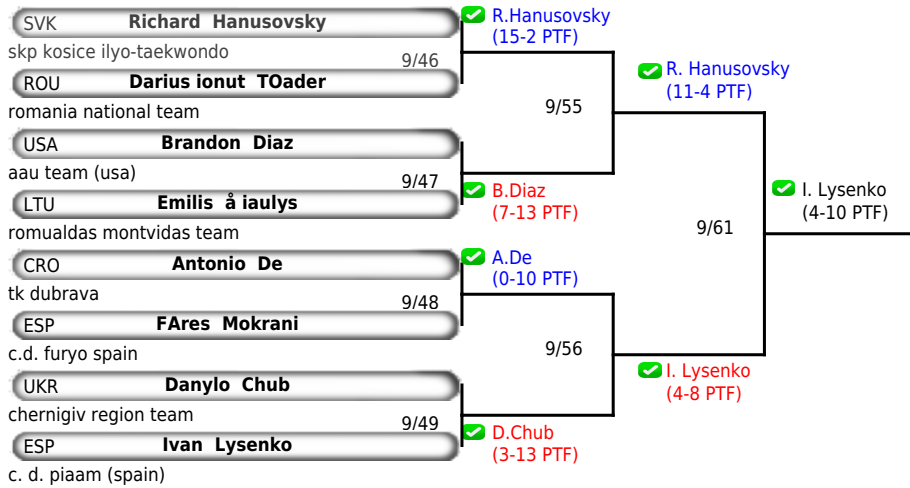 SVK Richard Hanusovsky
skp kosice ilyo-taekwondo
9/46
ROU Darius ionut TOader
romania national team
USA Brandon Diaz
aau team (usa)
9/47
LTU Emilis å iaulys
romualdas montvidas team
CRO Antonio De
tk dubrava
9/48
ESP FAres Mokrani
c.d. furyo spain
UKR Danylo Chub
chernigiv region team
9/49
ESP Ivan Lysenko
c. d. piaam (spain)
R.Hanusovsky
(15-2 PTF)
9/55
B.Diaz
(7-13 PTF)
A.De
(0-10 PTF)
9/56
D.Chub
(3-13 PTF)
R. Hanusovsky
(11-4 PTF)
9/61
I. Lysenko
(4-8 PTF)
I. Lysenko
(4-10 PTF)